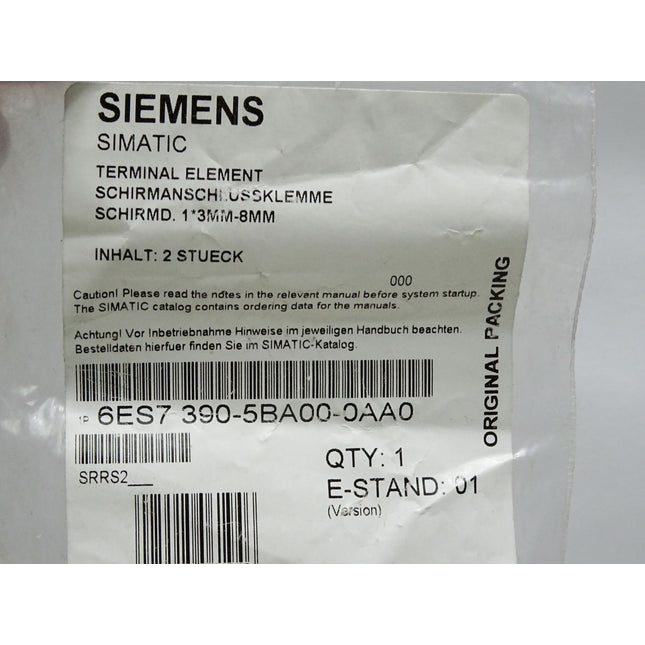 SIEMENS
SIMATIC
TERMINAL ELEMENT
SCHIRMANSCHLUSSKLEMME
SCHIRMD. 1*3MM-8MM
INHALT: 2 STUECK
000
Caution! Please read the notes in the relevant manual before system startup.
The SIMATIC catalog contains ordering data for the manuals.
Achtung! Vor Inbetriebnahme Hinweise im jeweiligen Handbuch beachten.
Bestelldaten hierfuer finden Sie im SIMATIC-Katalog.
1P 6ES7 390-5BA00-0AA0
SRRS2___
QTY: 1
E-STAND: 01
(Version)
ORIGINAL PACKING